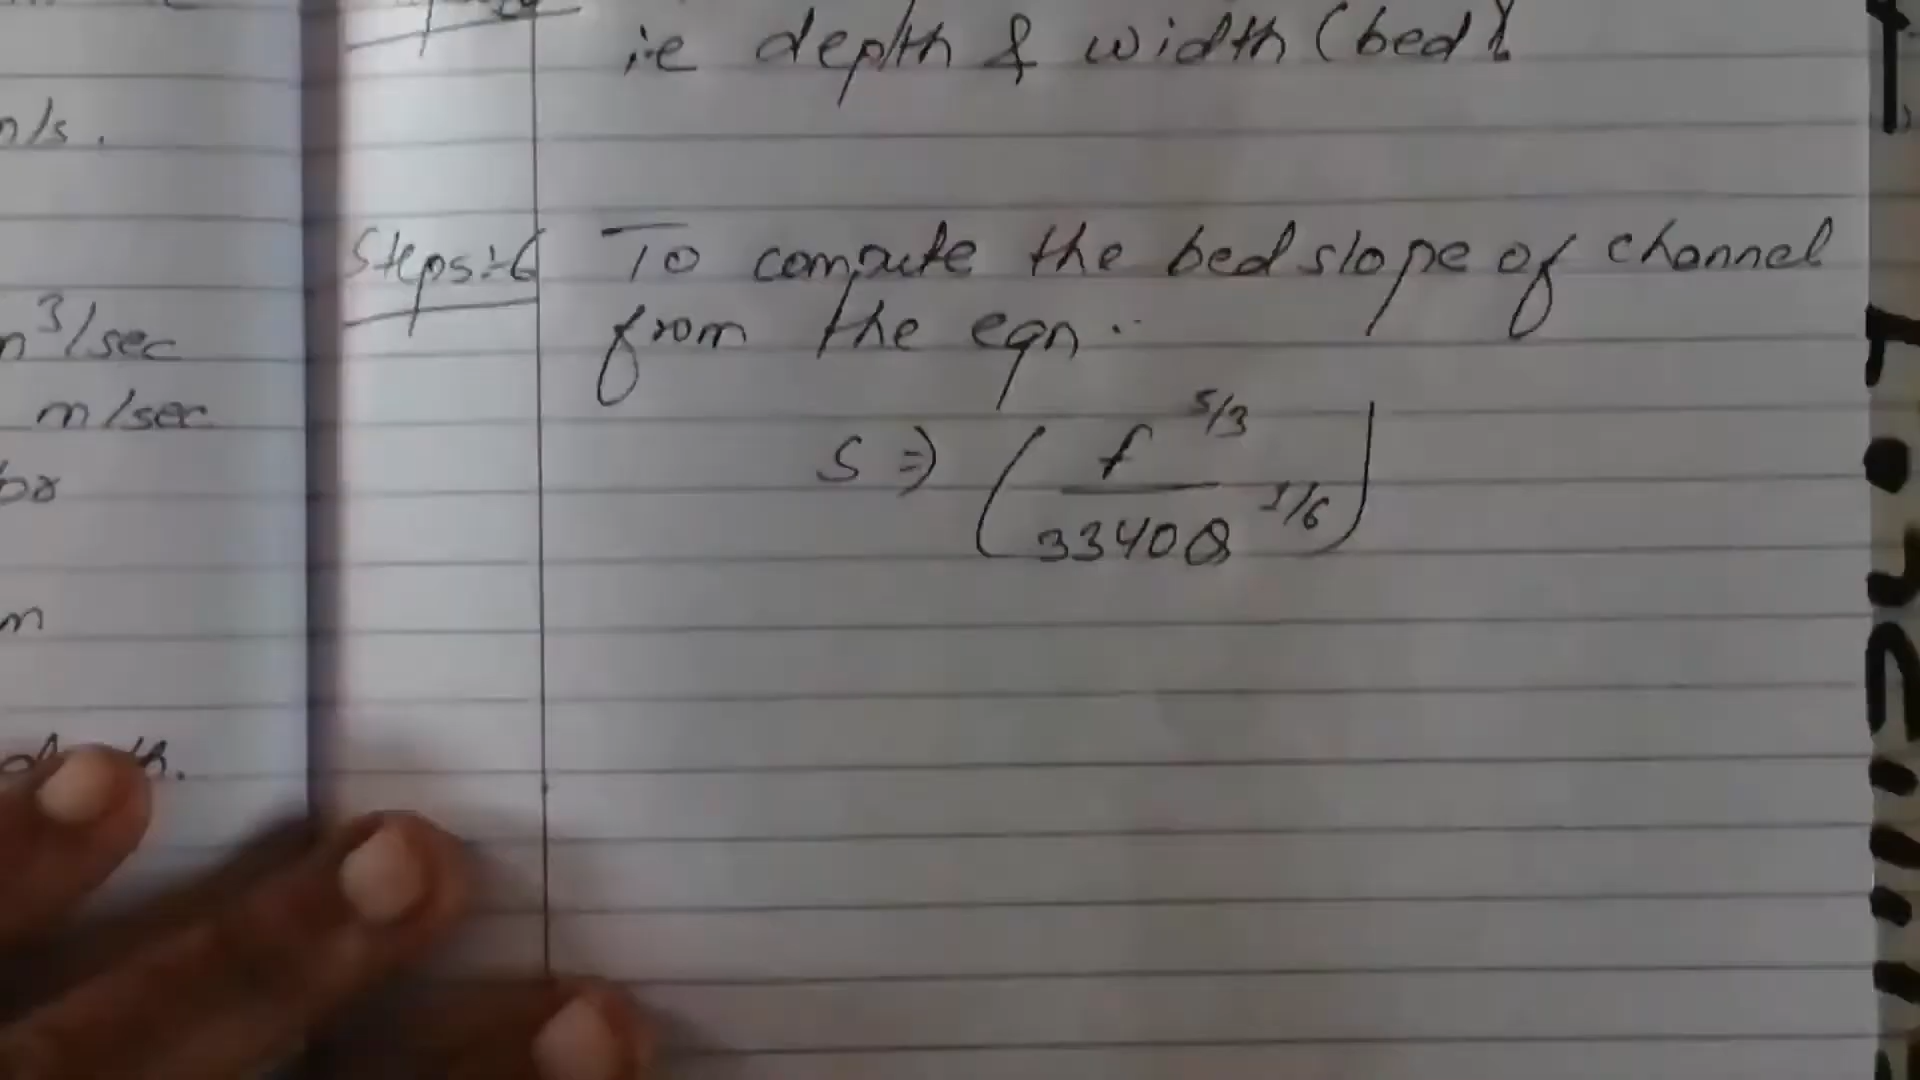 n/s.
m³/sec
m/sec
m
i.e depth & width (bed)
Steps:-6 To compute the bed slope of channel
from the eqn :-
S ⇒ (f^5/3 / 3340Q^1/6)